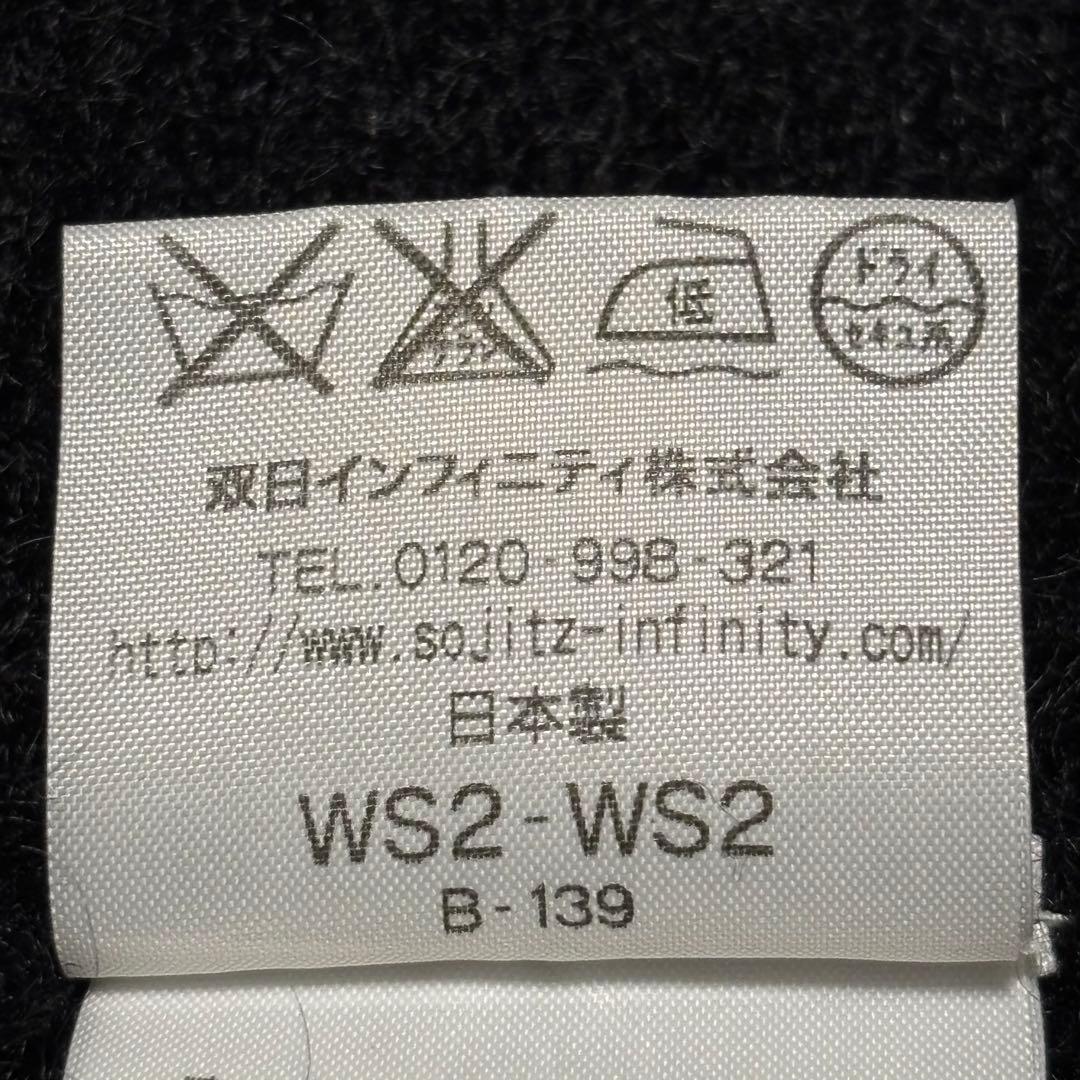 低 ドライ
セキユ系
双日インフィニティ株式会社
TEL.0120-998-321
http://www.sojitz-infinity.com/
日本製
WS2-WS2
B-139